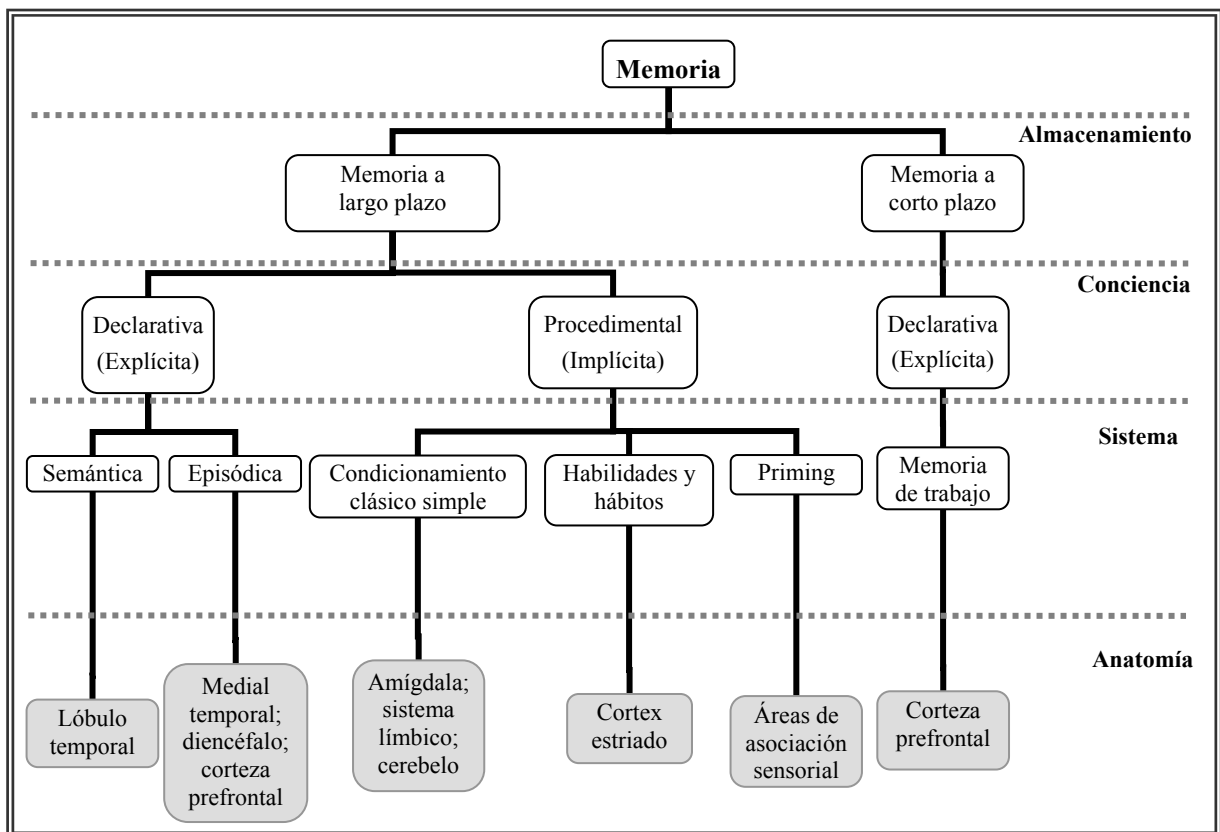 Memoria
Almacenamiento
Memoria a
largo plazo
Memoria a
corto plazo
Conciencia
Declarativa
(Explícita)
Procedimental
(Implícita)
Declarativa
(Explícita)
Sistema
Semántica
Episódica
Condicionamiento
clásico simple
Habilidades y
hábitos
Priming
Memoria
de trabajo
Anatomía
Lóbulo
temporal
Medial
temporal;
diencéfalo;
corteza
prefrontal
Amígdala;
sistema
límbico;
cerebelo
Cortex
estriado
Áreas de
asociación
sensorial
Corteza
prefrontal